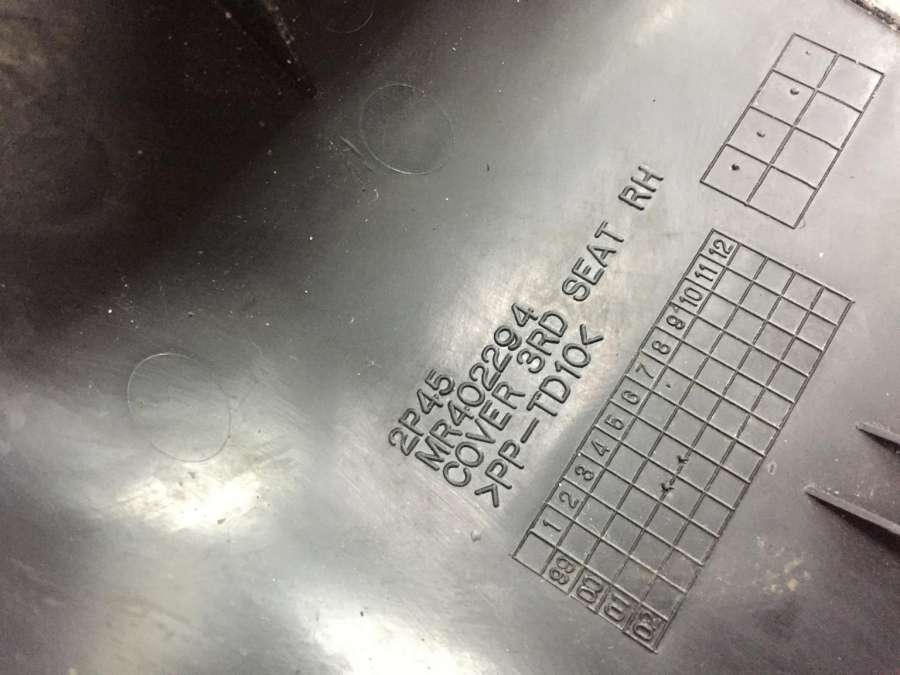 2P45
MR402294
COVER 3RD SEAT RH
>PP-TD10<
1 2 3 4 5 6 7 8 9 10 11 12
99
00
01
02